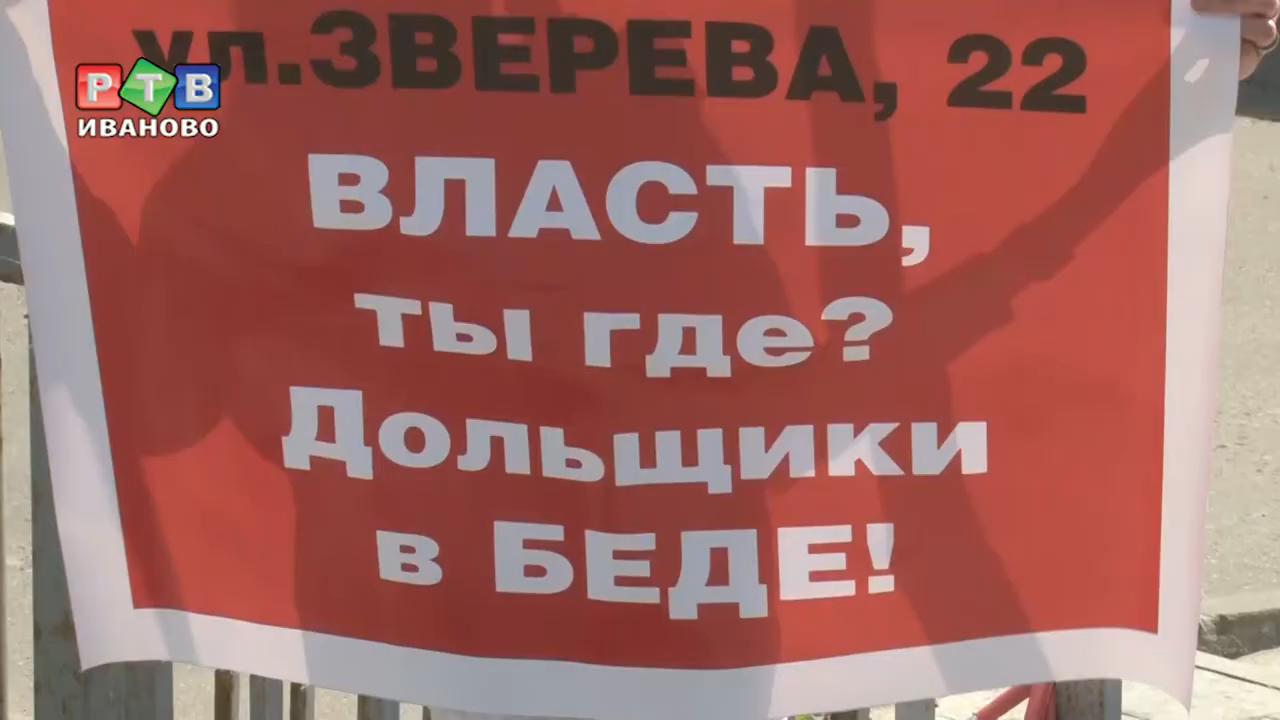 ул.ЗВЕРЕВА, 22
РТВ
ИВАНОВО
ВЛАСТЬ,
ты где?
Дольщики
в БЕДЕ!